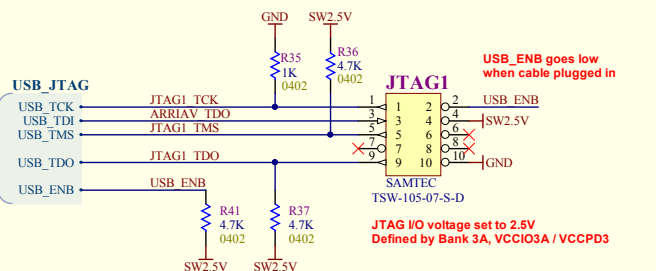 GND
SW2.5V
R35
1K
0402
R36
4.7K
0402
JTAG1
USB_ENB goes low
when cable plugged in
USB_JTAG
USB_TCK
USB_TDI
USB_TMS
USB_TDO
USB_ENB
JTAG1_TCK
ARRIAV_TDO
JTAG1_TMS
JTAG1_TDO
USB_ENB
1 1 2 2 USB_ENB
3 3 4 4 SW2.5V
5 5 6 6
7 7 8 8
9 9 10 10 GND
SAMTEC
TSW-105-07-S-D
R41
4.7K
0402
R37
4.7K
0402
SW2.5V
SW2.5V
JTAG I/O voltage set to 2.5V
Defined by Bank 3A, VCCIO3A / VCCPD3